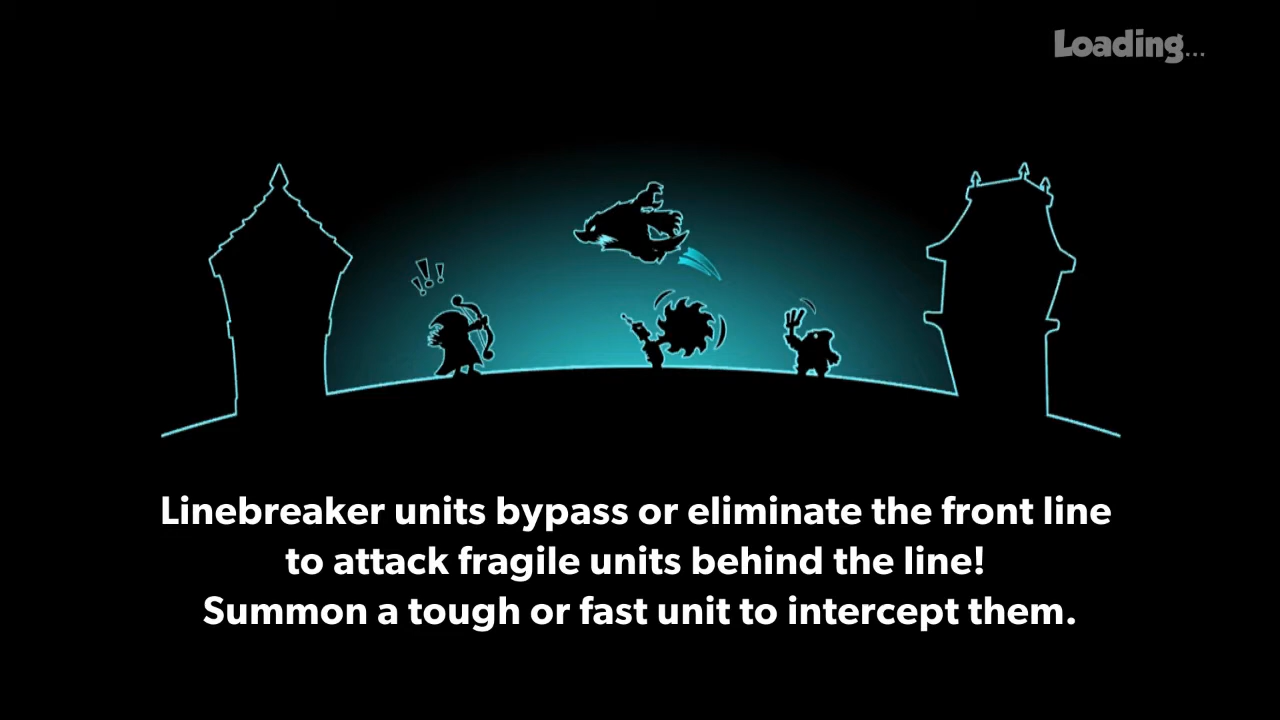 Loading...
!!!
Linebreaker units bypass or eliminate the front line
to attack fragile units behind the line!
Summon a tough or fast unit to intercept them.